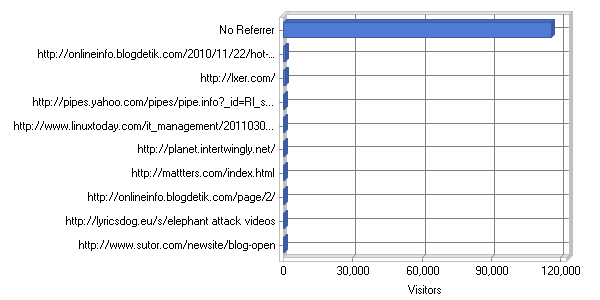 No Referrer
http://onlineinfo.blogdetik.com/2010/11/22/hot-...
http://lxer.com/
http://pipes.yahoo.com/pipes/pipe.info?_id=RI_s...
http://www.linuxtoday.com/it_management/2011030...
http://planet.intertwingly.net/
http://mattters.com/index.html
http://onlineinfo.blogdetik.com/page/2/
http://lyricsdog.eu/s/elephant attack videos
http://www.sutor.com/newsite/blog-open
0 30,000 60,000 90,000 120,000
Visitors